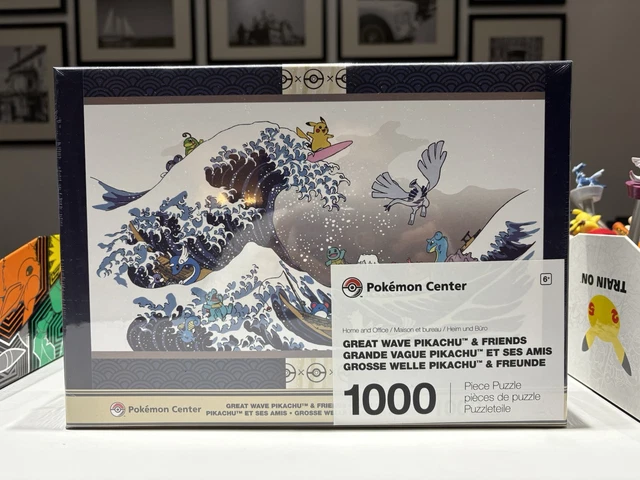 Pokémon Center
6+
Home and Office / Maison et bureau / Heim und Büro
GREAT WAVE PIKACHU™ & FRIENDS
GRANDE VAGUE PIKACHU™ ET SES AMIS
GROSSE WELLE PIKACHU™ & FREUNDE
1000
Piece Puzzle
pièces de puzzle
Puzzleteile
Pokémon Center
GREAT WAVE PIKACHU™ & FRIE
PIKACHU™ ET SES AMIS • GROSSE WE
TRAIN ON